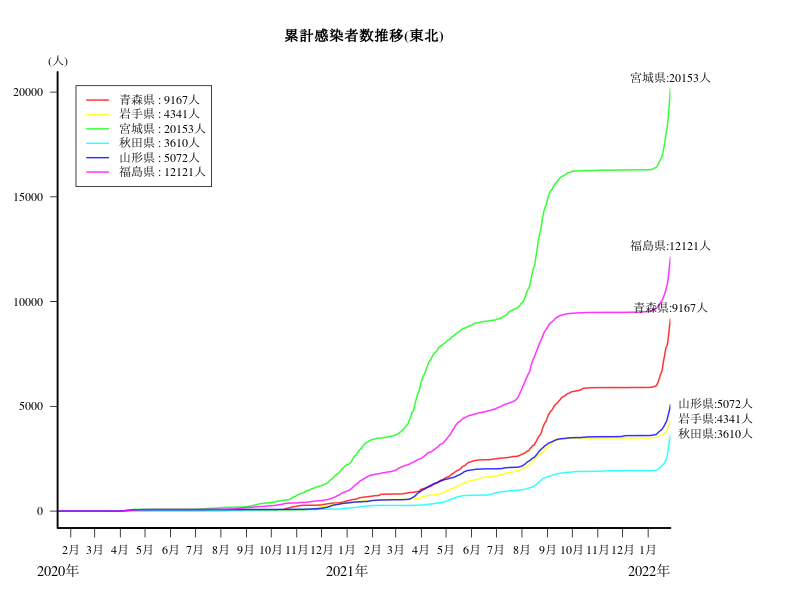 累計感染者数推移(東北)
(人)
20000
15000
10000
5000
0
青森県 : 9167人
岩手県 : 4341人
宮城県 : 20153人
秋田県 : 3610人
山形県 : 5072人
福島県 : 12121人
宮城県:20153人
福島県:12121人
青森県:9167人
山形県:5072人
岩手県:4341人
秋田県:3610人
2月 3月 4月 5月 6月 7月 8月 9月 10月 11月 12月 1月 2月 3月 4月 5月 6月 7月 8月 9月 10月 11月 12月 1月
2020年 2021年 2022年